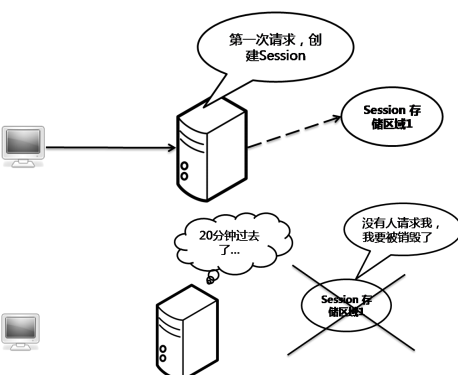 第一次请求，创
建Session
Session 存
储区域1
20分钟过去
了...
没有人请求我，
我要被销毁了
Session 存
储区域1